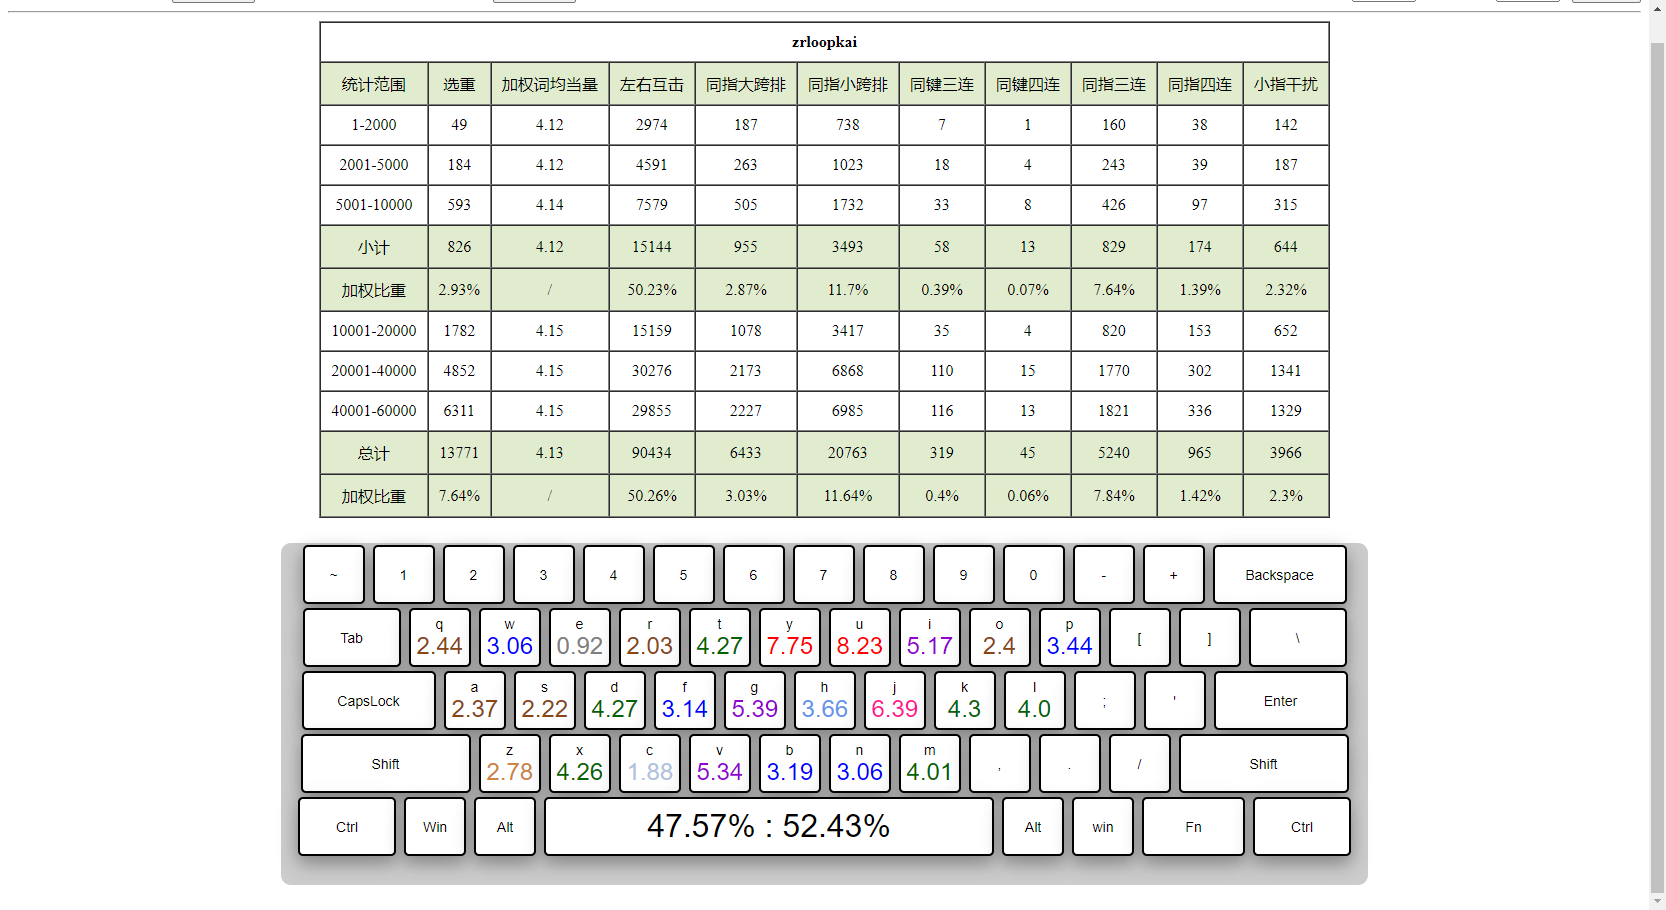 zrloopkai
统计范围 选重 加权词均当量 左右互击 同指大跨排 同指小跨排 同键三连 同键四连 同指三连 同指四连 小指干扰
1-2000 49 4.12 2974 187 738 7 1 160 38 142
2001-5000 184 4.12 4591 263 1023 18 4 243 39 187
5001-10000 593 4.14 7579 505 1732 33 8 426 97 315
小计 826 4.12 15144 955 3493 58 13 829 174 644
加权比重 2.93% / 50.23% 2.87% 11.7% 0.39% 0.07% 7.64% 1.39% 2.32%
10001-20000 1782 4.15 15159 1078 3417 35 4 820 153 652
20001-40000 4852 4.15 30276 2173 6868 110 15 1770 302 1341
40001-60000 6311 4.15 29855 2227 6985 116 13 1821 336 1329
总计 13771 4.13 90434 6433 20763 319 45 5240 965 3966
加权比重 7.64% / 50.26% 3.03% 11.64% 0.4% 0.06% 7.84% 1.42% 2.3%
~ 1 2 3 4 5 6 7 8 9 0 - + Backspace
Tab q w e r t y u i o p [ ] \
2.44 3.06 0.92 2.03 4.27 7.75 8.23 5.17 2.4 3.44
CapsLock a s d f g h j k l ; ' Enter
2.37 2.22 4.27 3.14 5.39 3.66 6.39 4.3 4.0
Shift z x c v b n m , . / Shift
2.78 4.26 1.88 5.34 3.19 3.06 4.01
Ctrl Win Alt 47.57% : 52.43% Alt win Fn Ctrl